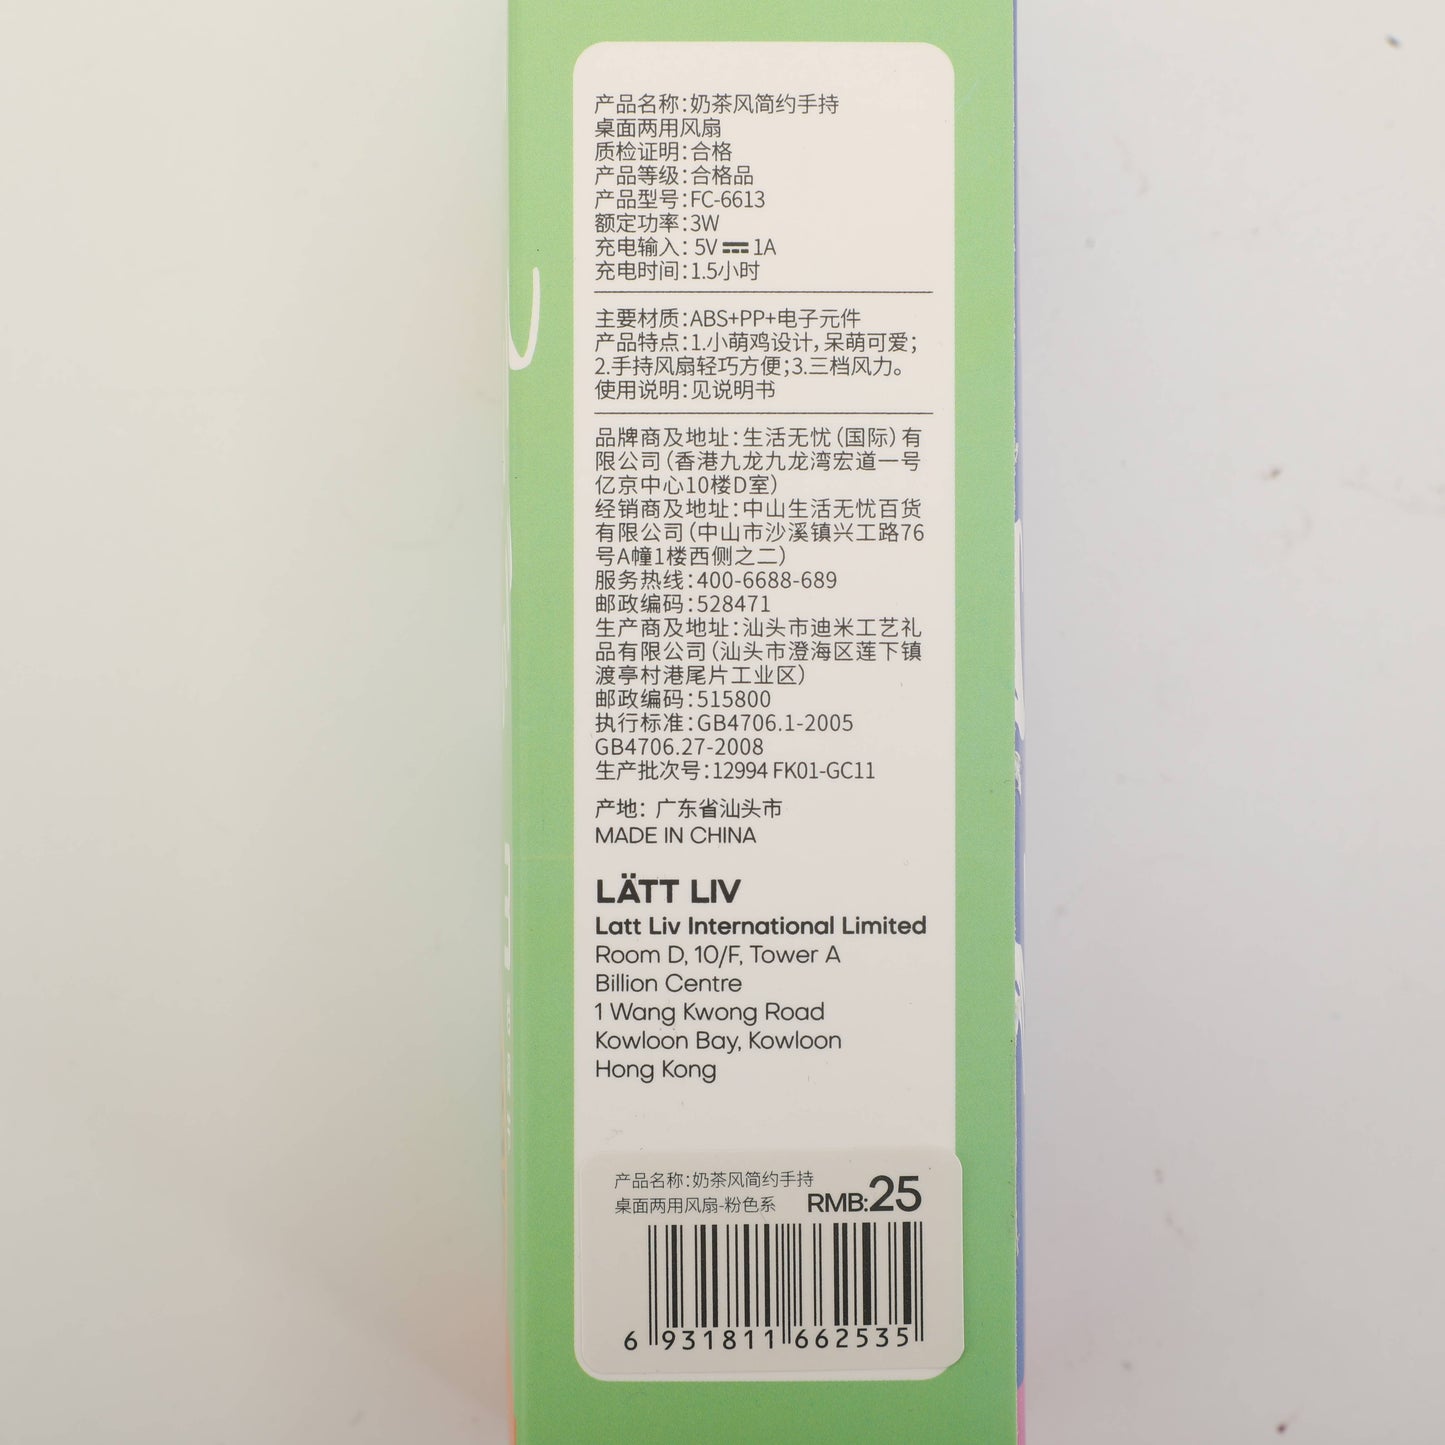 产品名称:奶茶风简约手持
桌面两用风扇
质检证明:合格
产品等级:合格品
产品型号:FC-6613
额定功率:3W
充电输入: 5V⎓1A
充电时间:1.5小时
主要材质:ABS+PP+电子元件
产品特点:1.小萌鸡设计,呆萌可爱;
2.手持风扇轻巧方便;3.三档风力。
使用说明:见说明书
品牌商及地址:生活无忧(国际)有
限公司(香港九龙九龙湾宏道一号
亿京中心10楼D室)
经销商及地址:中山生活无忧百货
有限公司(中山市沙溪镇兴工路76
号A幢1楼西侧之二)
服务热线:400-6688-689
邮政编码:528471
生产商及地址:汕头市迪米工艺礼
品有限公司(汕头市澄海区莲下镇
渡亭村港尾片工业区)
邮政编码:515800
执行标准:GB4706.1-2005
GB4706.27-2008
生产批次号:12994 FK01-GC11
产地: 广东省汕头市
MADE IN CHINA
LÄTT LIV
Latt Liv International Limited
Room D, 10/F, Tower A
Billion Centre
1 Wang Kwong Road
Kowloon Bay, Kowloon
Hong Kong
产品名称:奶茶风简约手持
桌面两用风扇-粉色系 RMB:25
6 931811 662535